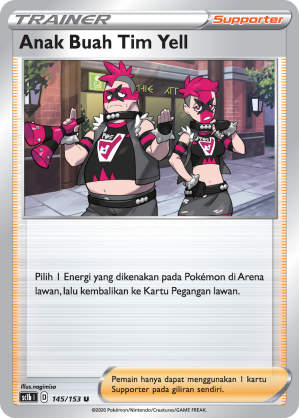 TRAINER Supporter
Anak Buah Tim Yell
Pilih 1 Energi yang dikenakan pada Pokémon di Arena
lawan, lalu kembalikan ke Kartu Pegangan lawan.
Illus.nagimiso
sc1b I D 145/153 U
Pemain hanya dapat menggunakan 1 kartu
Supporter pada giliran sendiri.
©2020 Pokémon/Nintendo/Creatures/GAME FREAK.